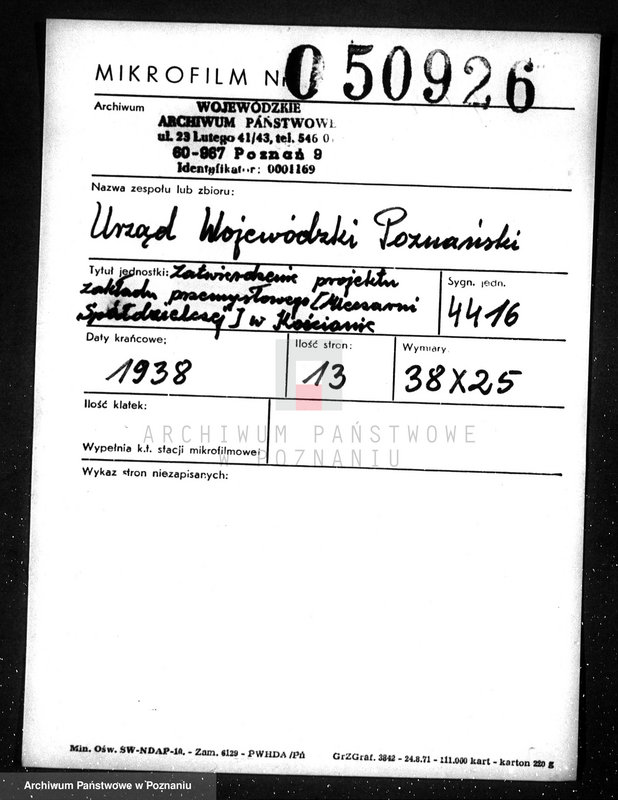 MIKROFILM Nr 050926
Archiwum
WOJEWÓDZKIE
ARCHIWUM PAŃSTWOWE
ul. 23 Lutego 41/43, tel. 546 0
60-967 Poznań 9
Identyfikator: 0001169
Nazwa zespołu lub zbioru:
Urząd Wojewódzki Poznański
Tytuł jednostki: Zatwierdzenie projektu
zakładu przemysłowego [Mleczarni
Spółdzielczej] w Kościanie
Sygn. jedn.
4416
Daty krańcowe;
1938
Ilość stron:
13
Wymiary
38x25
Ilość klatek:
Wypełnia k.t. stacji mikrofilmowej
Wykaz stron niezapisanych:
ARCHIWUM PAŃSTWOWE
W POZNANIU
Min. Ośw. SW-NDAP-10. - Zam. 6129 - PWHDA /Pń
GrZGraf. 3842 - 24.8.71 - 111.000 kart - karton 220 g
Archiwum Państwowe w Poznaniu